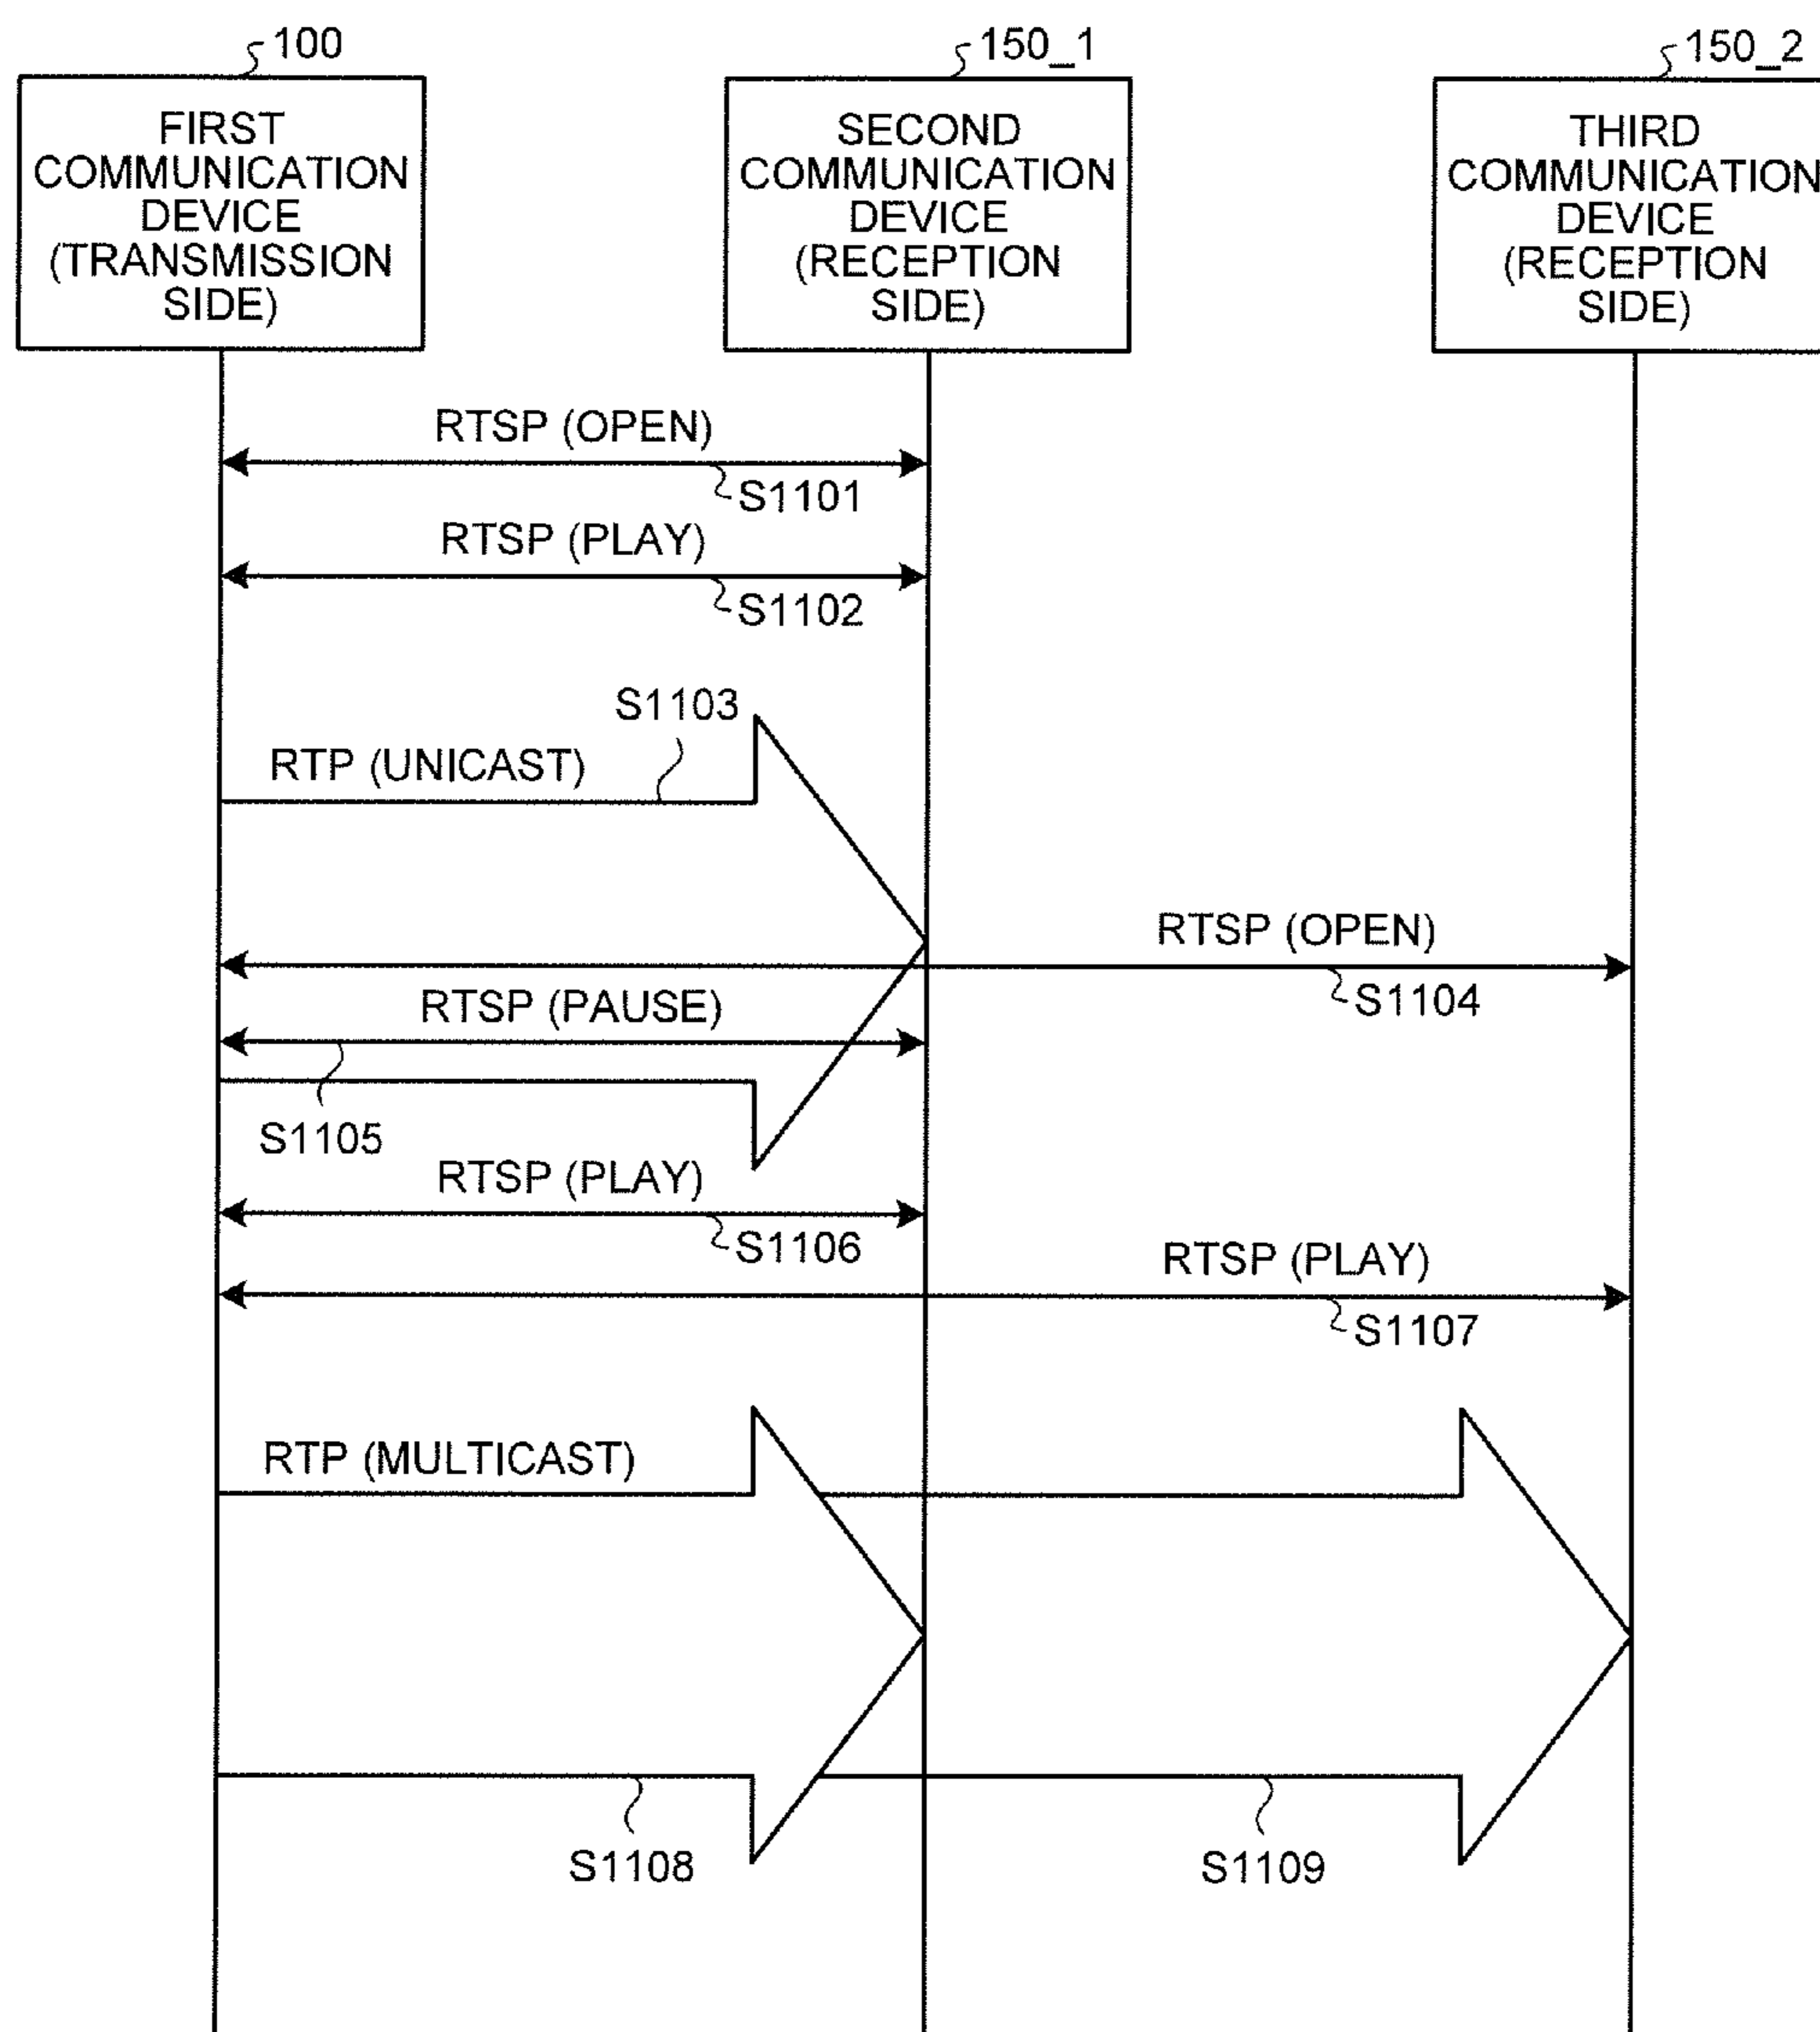 100
150_1
150_2
FIRST
COMMUNICATION
DEVICE
(TRANSMISSION
SIDE)
SECOND
COMMUNICATION
DEVICE
(RECEPTION
SIDE)
THIRD
COMMUNICATION
DEVICE
(RECEPTION
SIDE)
RTSP (OPEN)
S1101
RTSP (PLAY)
S1102
S1103
RTP (UNICAST)
RTSP (OPEN)
S1104
RTSP (PAUSE)
S1105
RTSP (PLAY)
S1106
RTSP (PLAY)
S1107
RTP (MULTICAST)
S1108
S1109